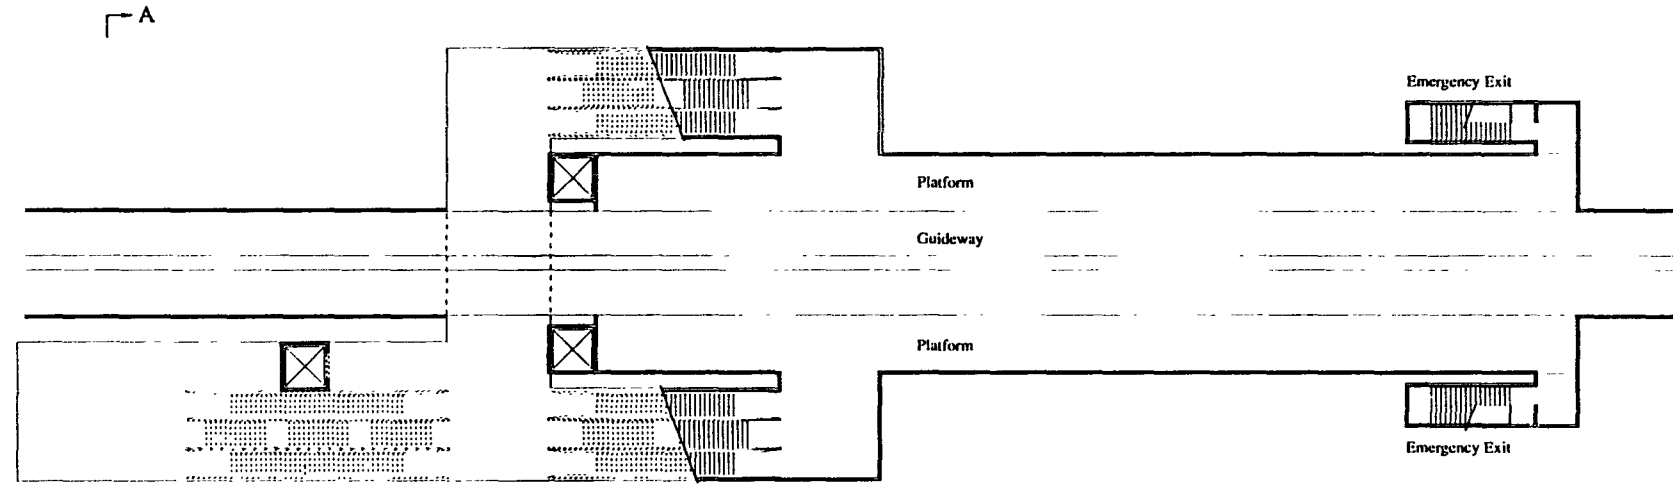 A
Emergency Exit
Platform
Guideway
Platform
Emergency Exit